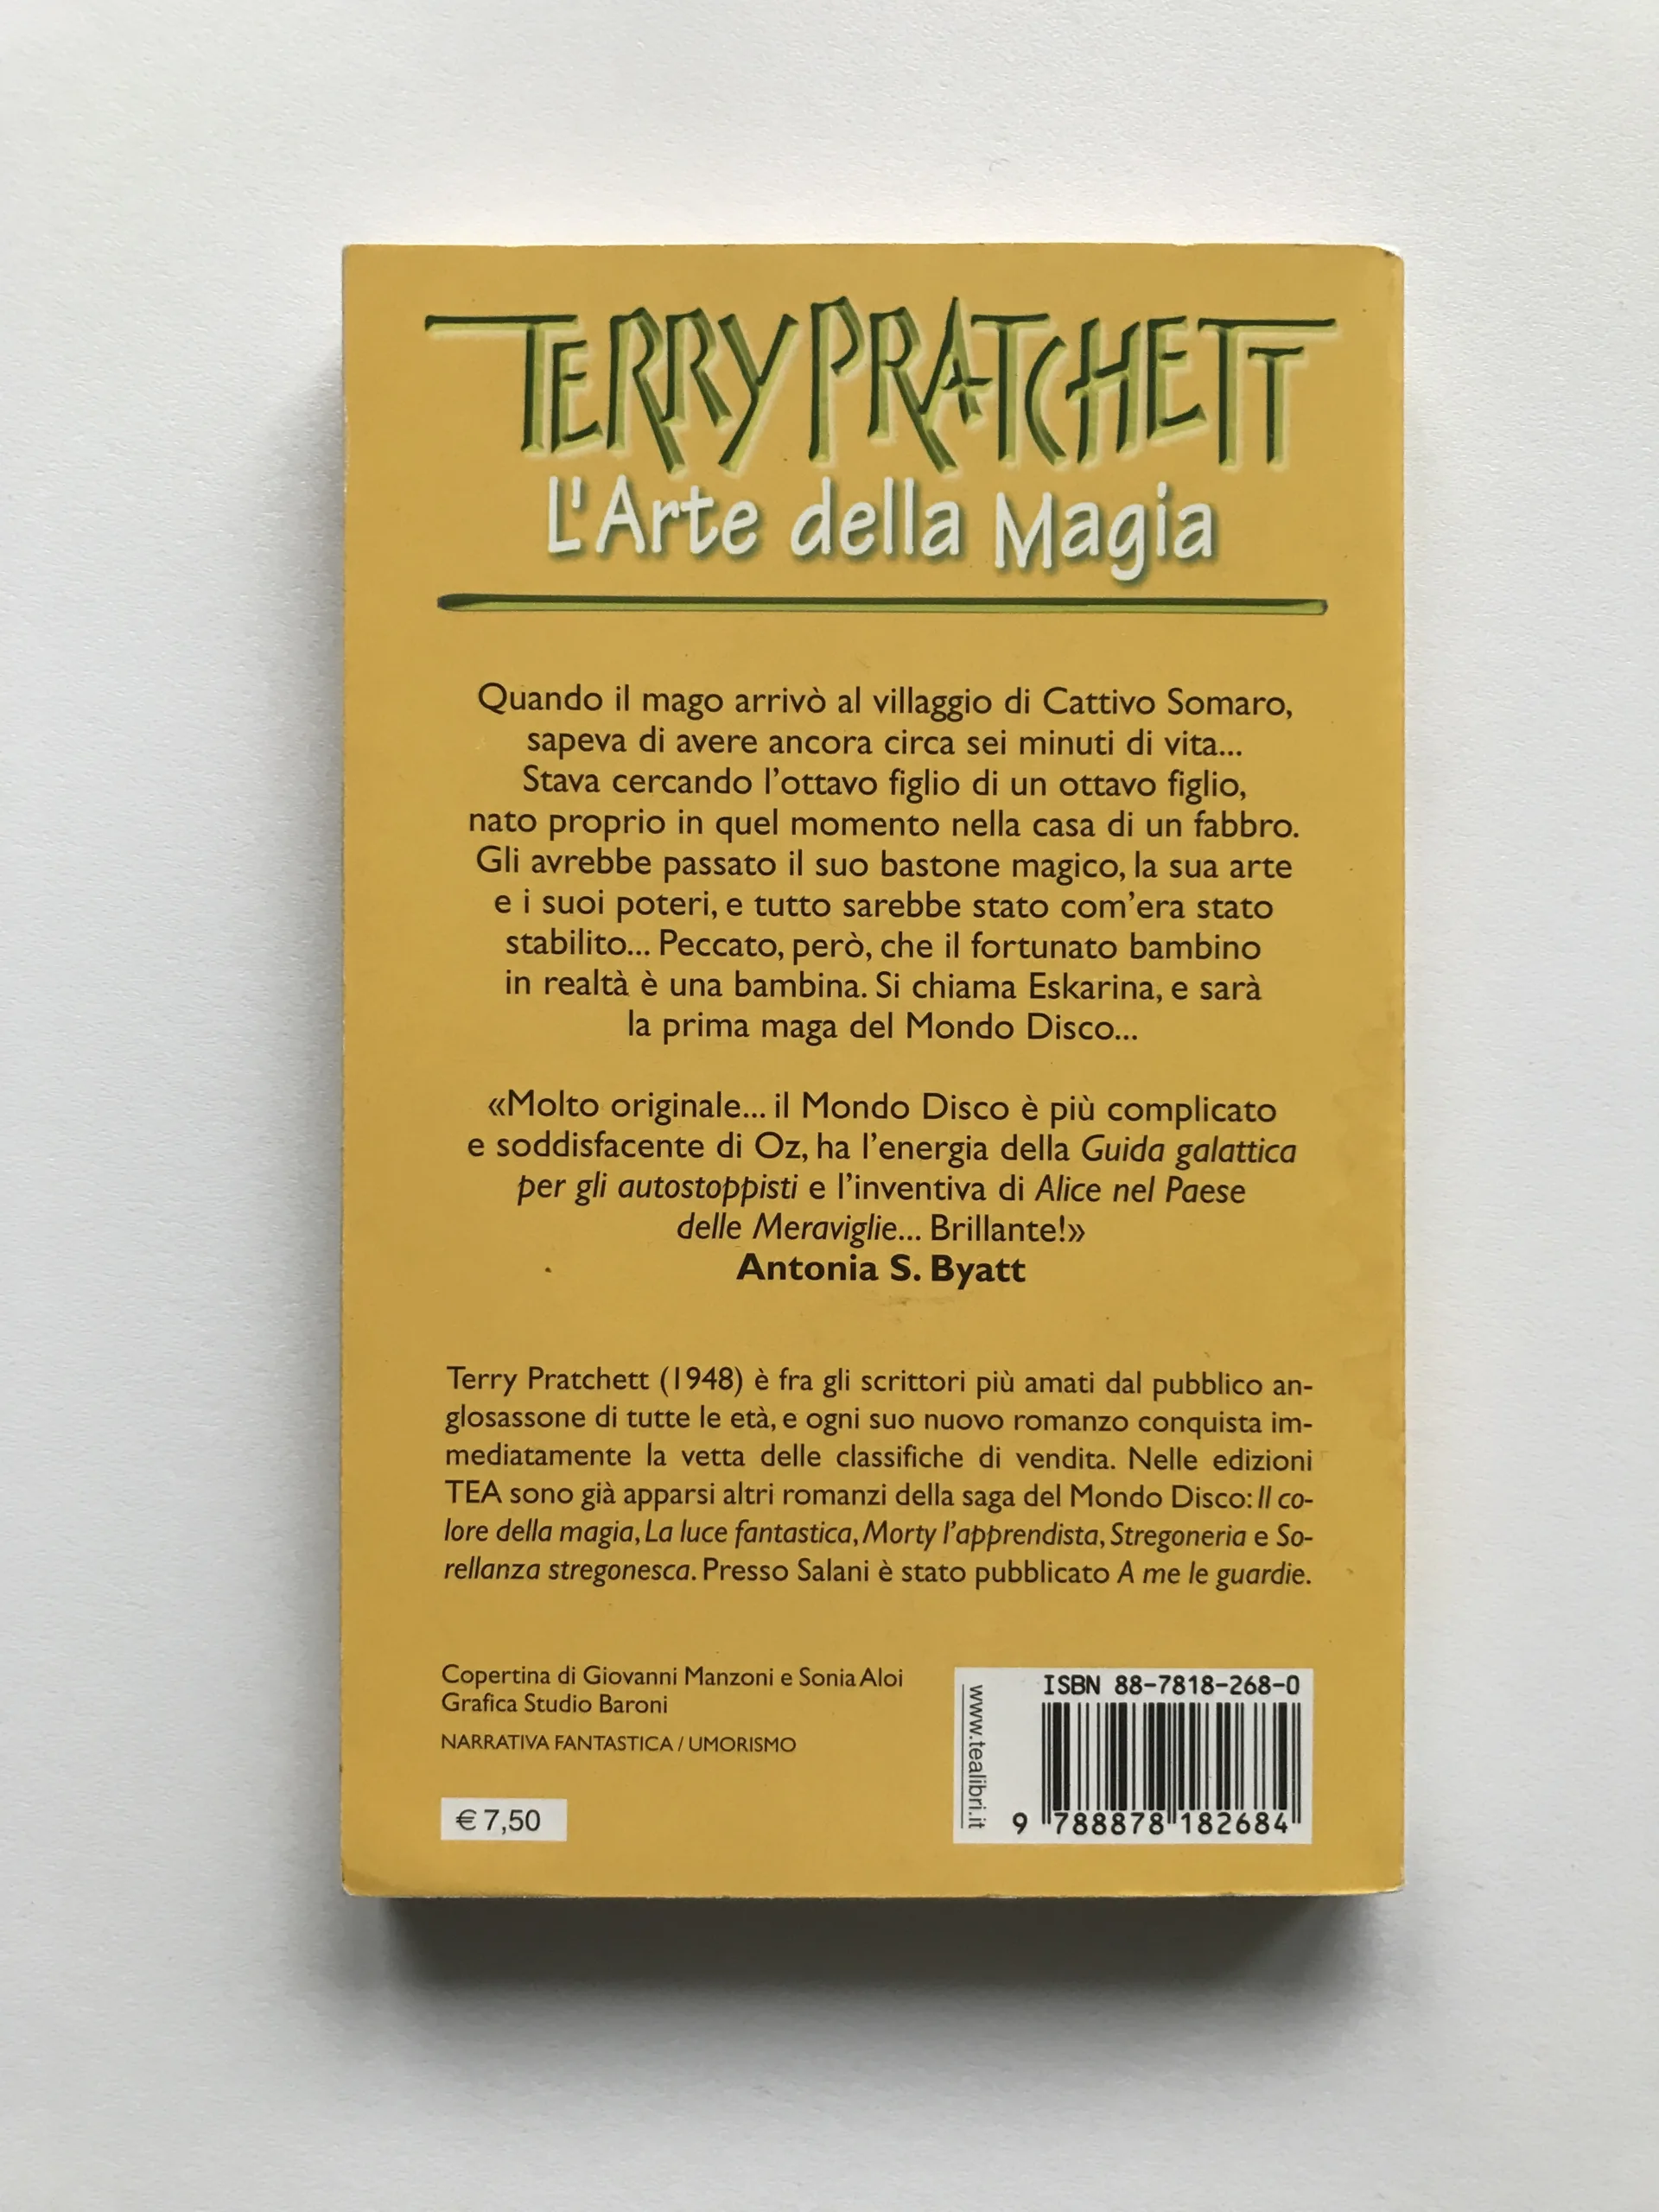 TERRY PRATCHETT
L'Arte della Magia
Quando il mago arrivò al villaggio di Cattivo Somaro,
sapeva di avere ancora circa sei minuti di vita...
Stava cercando l'ottavo figlio di un ottavo figlio,
nato proprio in quel momento nella casa di un fabbro.
Gli avrebbe passato il suo bastone magico, la sua arte
e i suoi poteri, e tutto sarebbe stato com'era stato
stabilito... Peccato, però, che il fortunato bambino
in realtà è una bambina. Si chiama Eskarina, e sarà
la prima maga del Mondo Disco...
«Molto originale... il Mondo Disco è più complicato
e soddisfacente di Oz, ha l'energia della Guida galattica
per gli autostoppisti e l'inventiva di Alice nel Paese
delle Meraviglie... Brillante!»
Antonia S. Byatt
Terry Pratchett (1948) è fra gli scrittori più amati dal pubblico an-
glosassone di tutte le età, e ogni suo nuovo romanzo conquista im-
mediatamente la vetta delle classifiche di vendita. Nelle edizioni
TEA sono già apparsi altri romanzi della saga del Mondo Disco: Il co-
lore della magia, La luce fantastica, Morty l'apprendista, Stregoneria e So-
rellanza stregonesca. Presso Salani è stato pubblicato A me le guardie.
Copertina di Giovanni Manzoni e Sonia Aloi
Grafica Studio Baroni
NARRATIVA FANTASTICA / UMORISMO
€ 7,50
www.tealibri.it
ISBN 88-7818-268-0
9 788878 182684